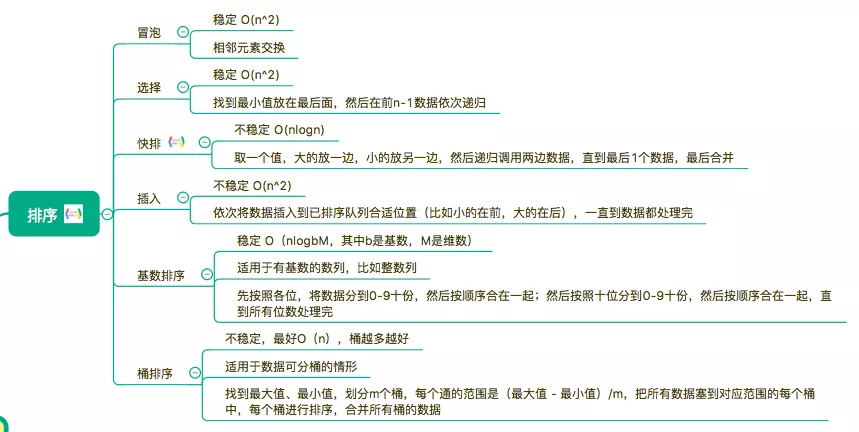 冒泡
稳定 O(n^2)
相邻元素交换
选择
稳定 O(n^2)
找到最小值放在最后面，然后在前n-1数据依次递归
快排
不稳定 O(nlogn)
取一个值，大的放一边，小的放另一边，然后递归调用两边数据，直到最后1个数据，最后合并
排序
插入
不稳定 O(n^2)
依次将数据插入到已排序队列合适位置（比如小的在前，大的在后），一直到数据都处理完
基数排序
稳定 O（nlogbM，其中b是基数，M是维数）
适用于有基数的数列，比如整数列
先按照各位，将数据分到0-9十份，然后按顺序合在一起；然后按照十位分到0-9十份，然后按顺序合在一起，直
到所有位数处理完
桶排序
不稳定，最好O（n），桶越多越好
适用于数据可分桶的情形
找到最大值、最小值，划分m个桶，每个通的范围是（最大值 - 最小值）/m，把所有数据塞到对应范围的每个桶
中，每个桶进行排序，合并所有桶的数据